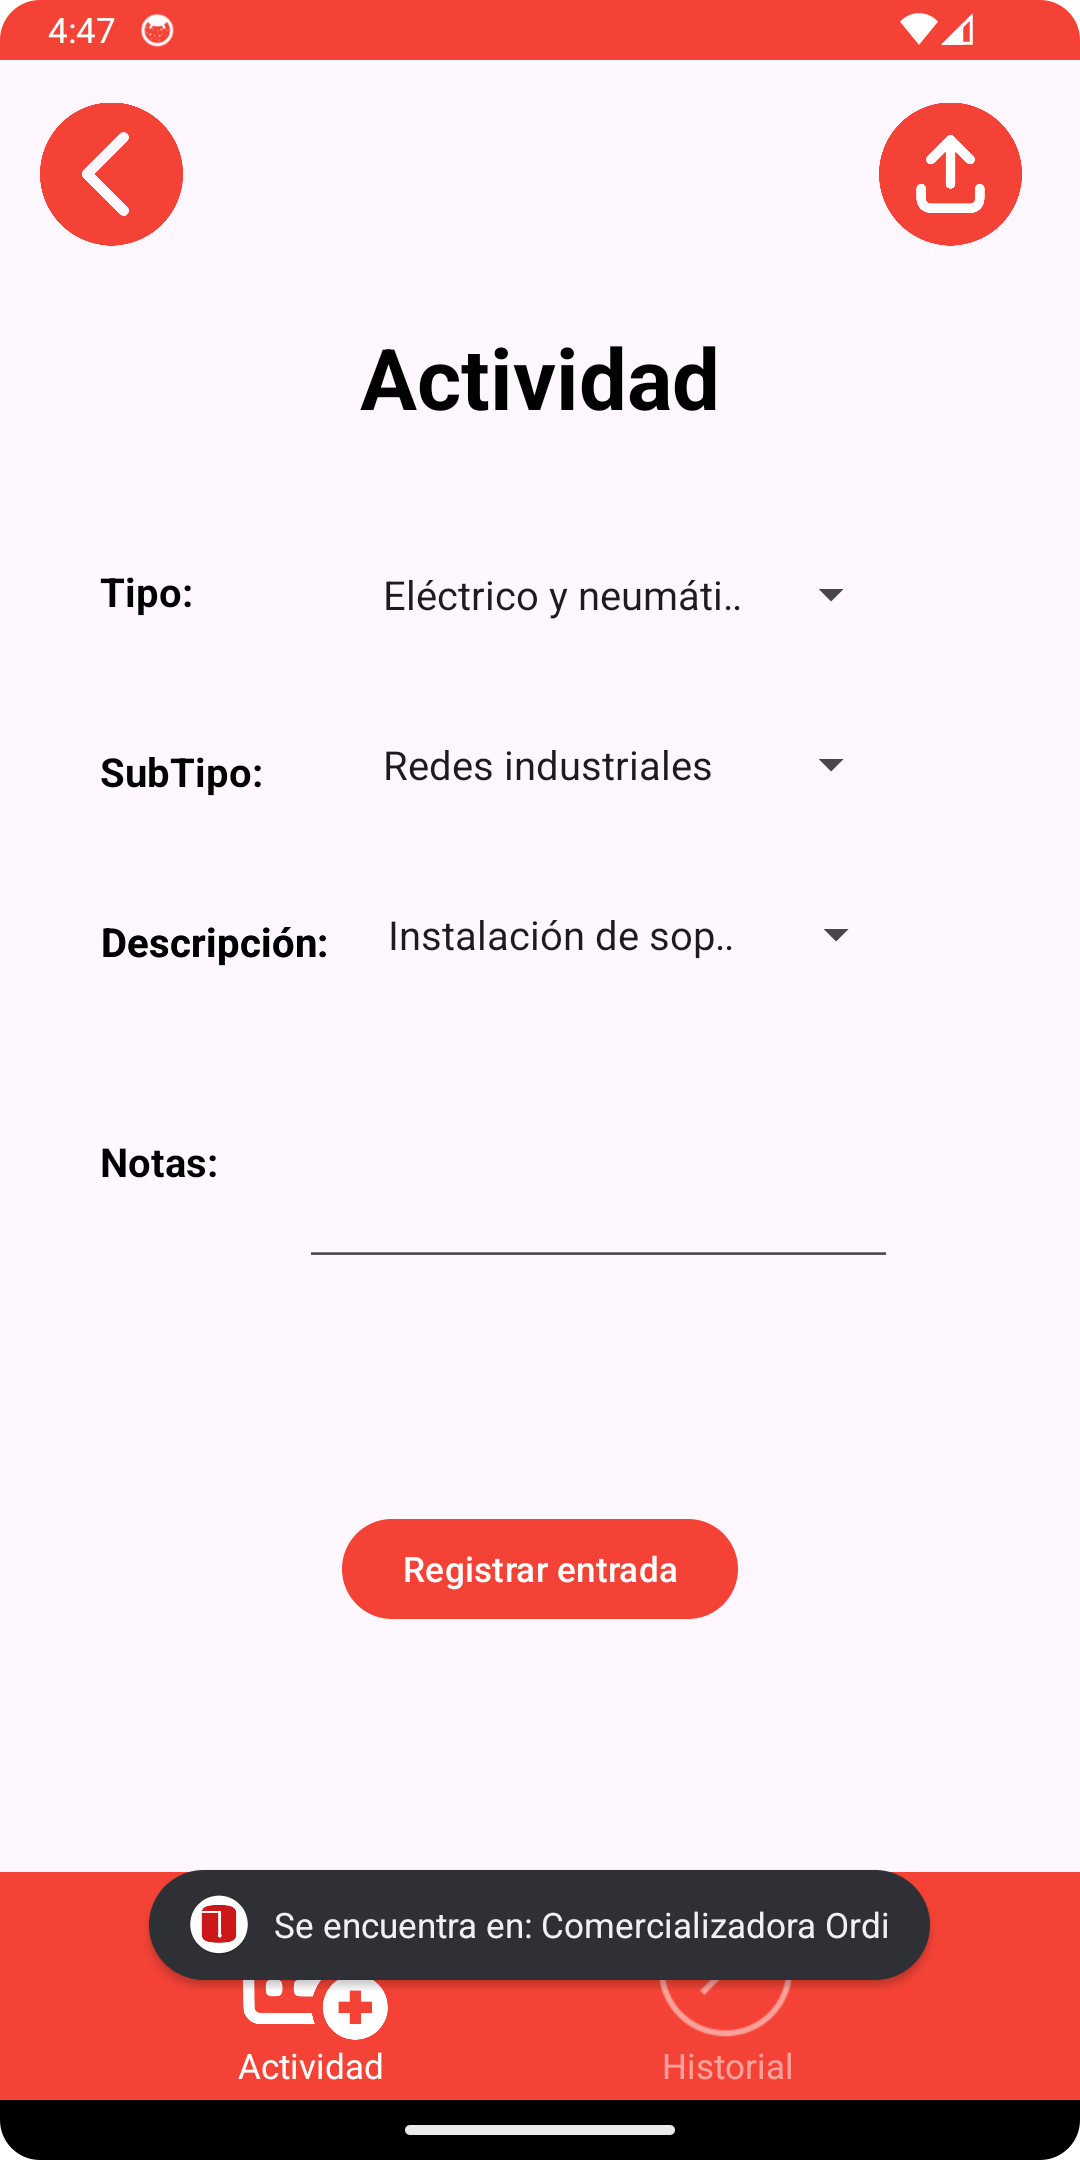 4:47
Actividad
Tipo:
Eléctrico y neumáti..
SubTipo:
Redes industriales
Descripción:
Instalación de sop..
Notas:
Registrar entrada
Se encuentra en: Comercializadora Ordi
Actividad
Historial